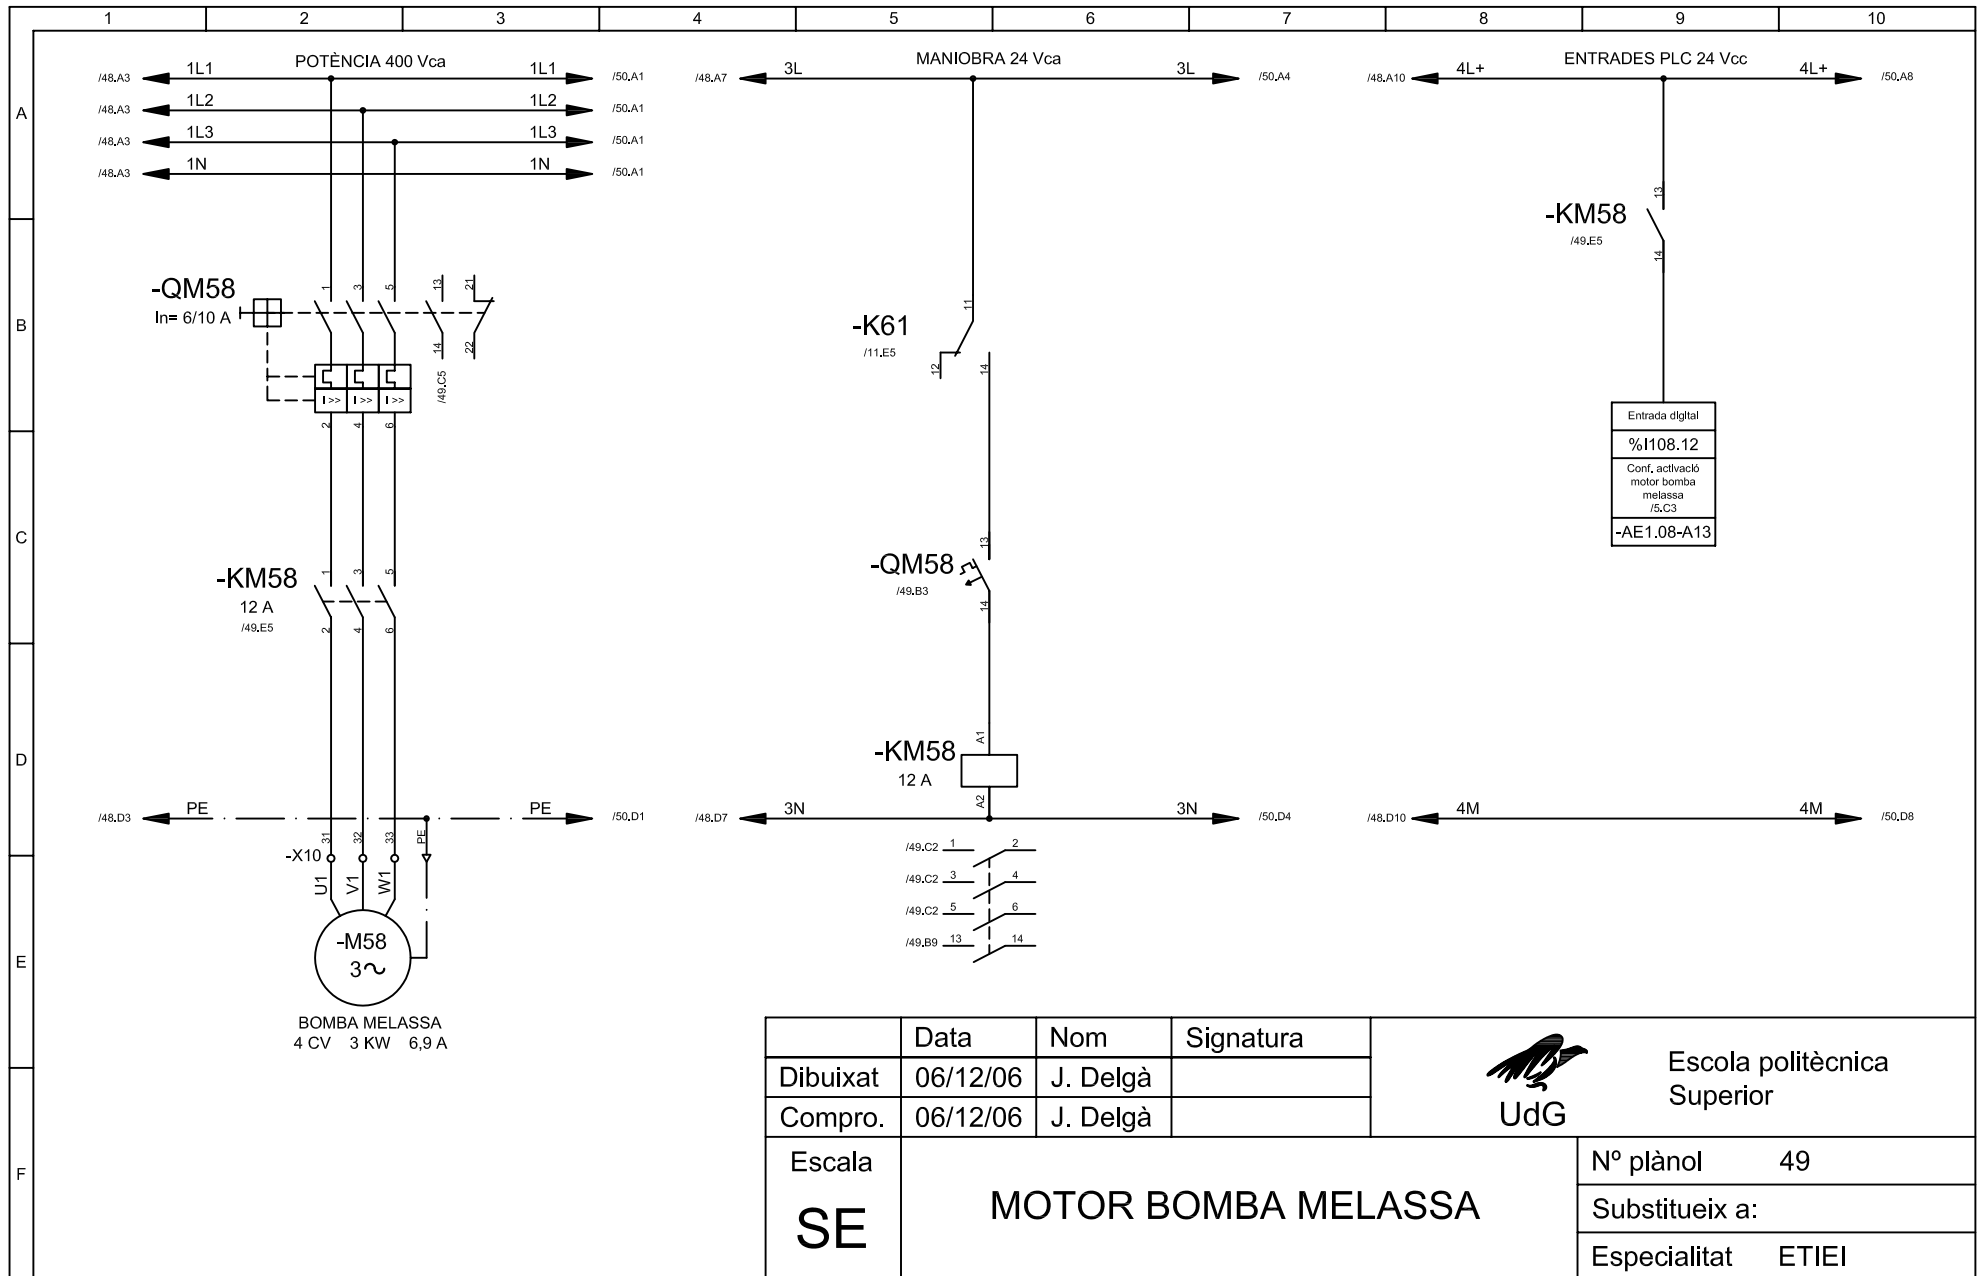 1 2 3 4 5 6 7 8 9 10
A
B
C
D
E
F
POTÈNCIA 400 Vca
/48.A3 1L1 1L1 /50.A1
/48.A3 1L2 1L2 /50.A1
/48.A3 1L3 1L3 /50.A1
/48.A3 1N 1N /50.A1
-QM58
In= 6/10 A
1 3 5 13 21
14 22
/49.C5
I >> I >> I >>
2 4 6
-KM58
12 A
/49.E5
1 3 5
2 4 6
/48.D3 PE PE /50.D1
31 32 33 PE
-X10
U1 V1 W1
-M58
3~
BOMBA MELASSA
4 CV 3 KW 6,9 A
MANIOBRA 24 Vca
/48.A7 3L 3L /50.A4
-K61
/11.E5
11
12 14
-QM58
/49.B3
13
14
-KM58
12 A
A1
A2
/48.D7 3N 3N /50.D4
/49.C2 1 2
/49.C2 3 4
/49.C2 5 6
/49.B9 13 14
ENTRADES PLC 24 Vcc
/48.A10 4L+ 4L+ /50.A8
-KM58
/49.E5
13
14
Entrada digital
%I108.12
Conf. activació
motor bomba
melassa
/5.C3
-AE1.08-A13
/48.D10 4M 4M /50.D8
Data Nom Signatura
Dibuixat 06/12/06 J. Delgà
Compro. 06/12/06 J. Delgà
UdG
Escola politècnica
Superior
Escala
SE
MOTOR BOMBA MELASSA
Nº plànol 49
Substitueix a:
Especialitat ETIEI